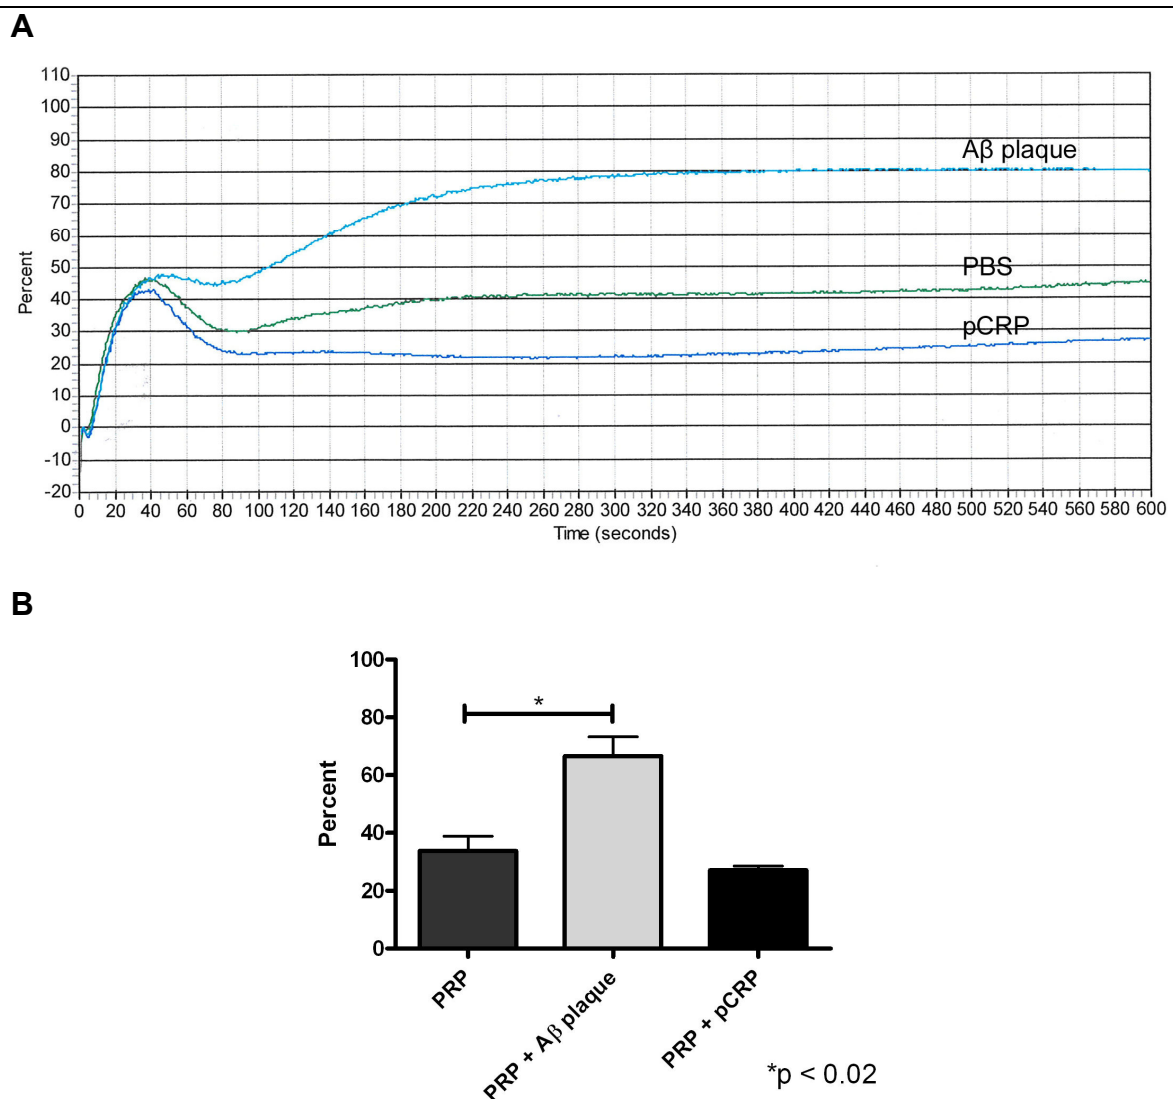 A
110
100
90
80
70
60
50
40
30
20
10
0
-10
-20
Percent
Aβ plaque
PBS
pCRP
0 20 40 60 80 100 120 140 160 180 200 220 240 260 280 300 320 340 360 380 400 420 440 460 480 500 520 540 560 580 600
Time (seconds)
B
100
80
60
40
20
0
Percent
*
PRP
PRP + Aβ plaque
PRP + pCRP
*p < 0.02